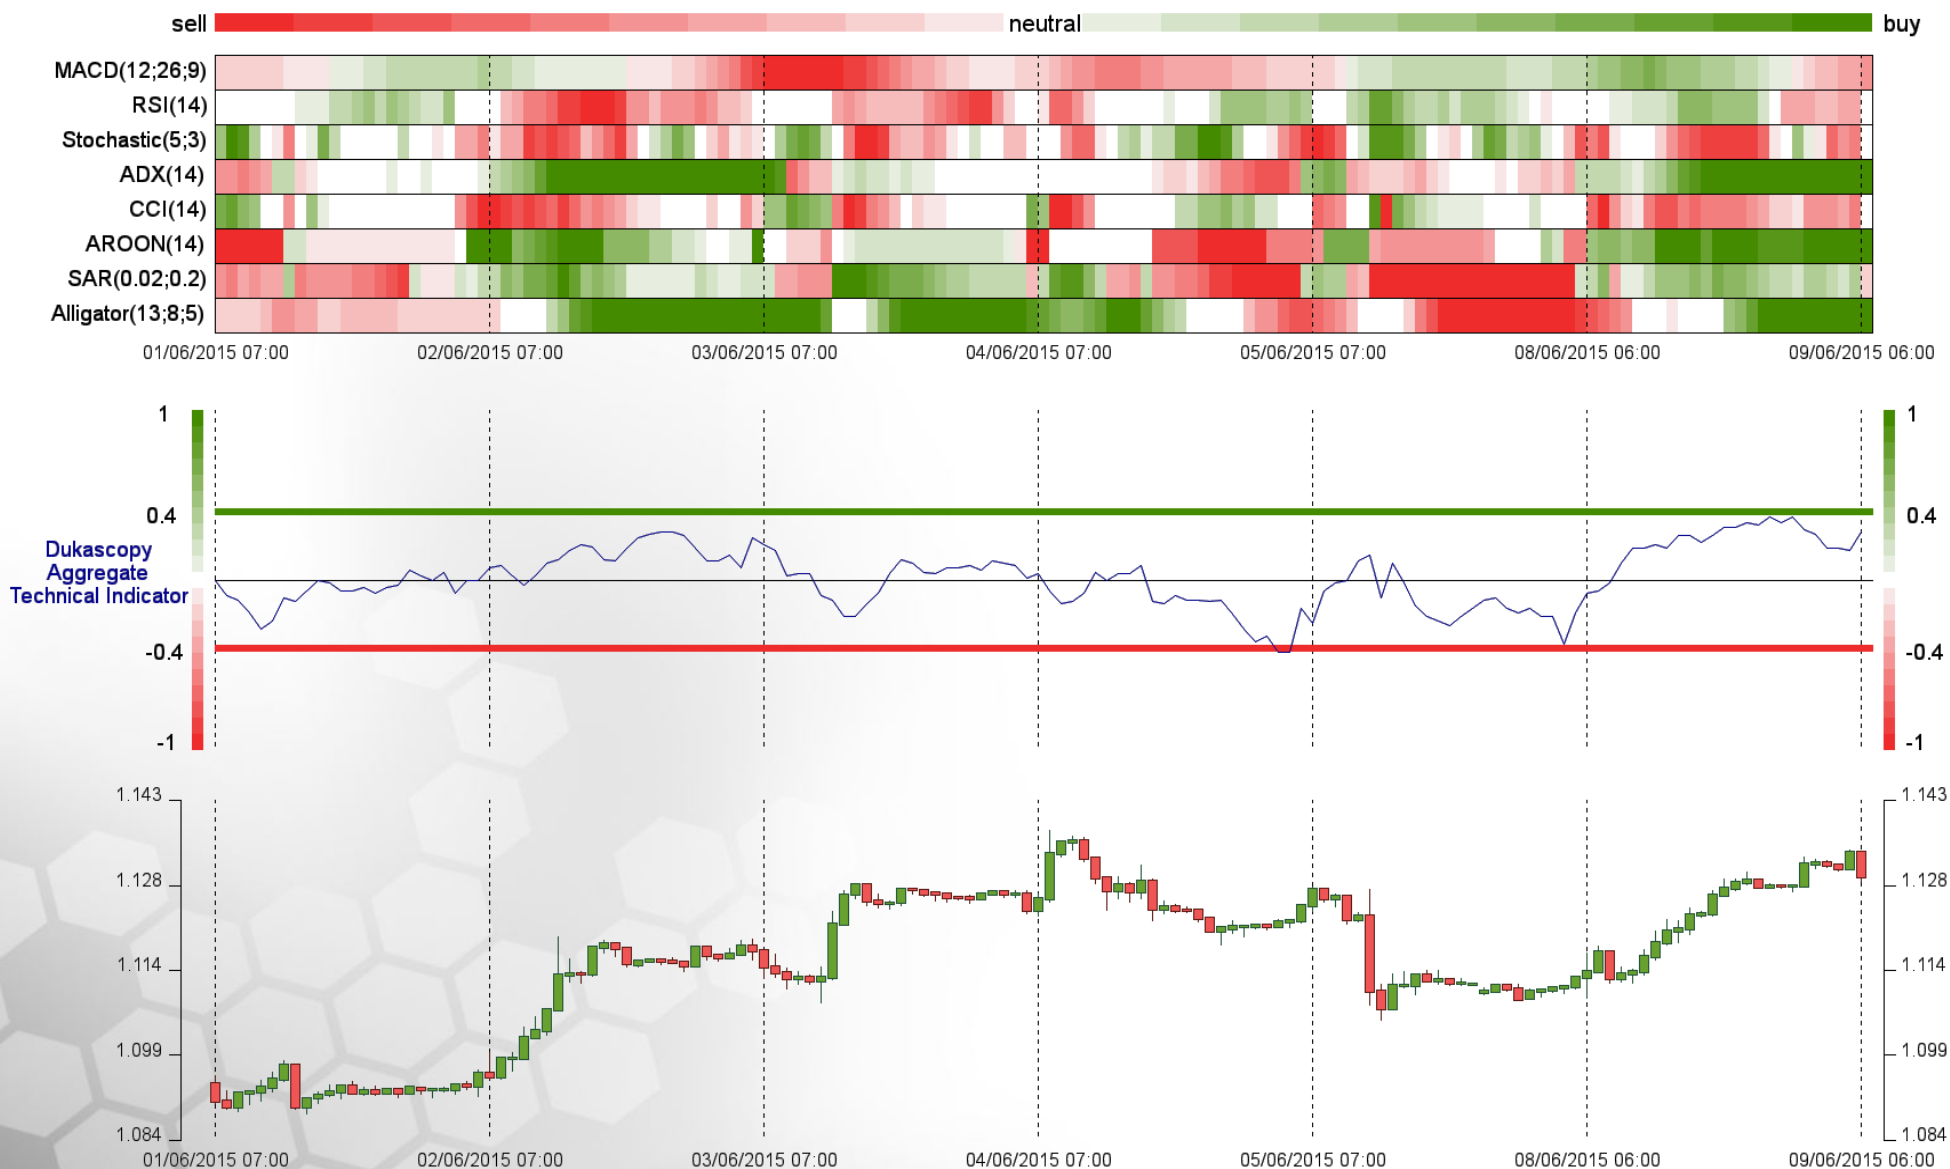 sell neutral buy
MACD(12;26;9)
RSI(14)
Stochastic(5;3)
ADX(14)
CCI(14)
AROON(14)
SAR(0.02;0.2)
Alligator(13;8;5)
01/06/2015 07:00 02/06/2015 07:00 03/06/2015 07:00 04/06/2015 07:00 05/06/2015 07:00 08/06/2015 06:00 09/06/2015 06:00
1 1
0.4 0.4
Dukascopy
Aggregate
Technical Indicator
-0.4 -0.4
-1 -1
1.143 1.143
1.128 1.128
1.114 1.114
1.099 1.099
1.084 1.084
01/06/2015 07:00 02/06/2015 07:00 03/06/2015 07:00 04/06/2015 07:00 05/06/2015 07:00 08/06/2015 06:00 09/06/2015 06:00